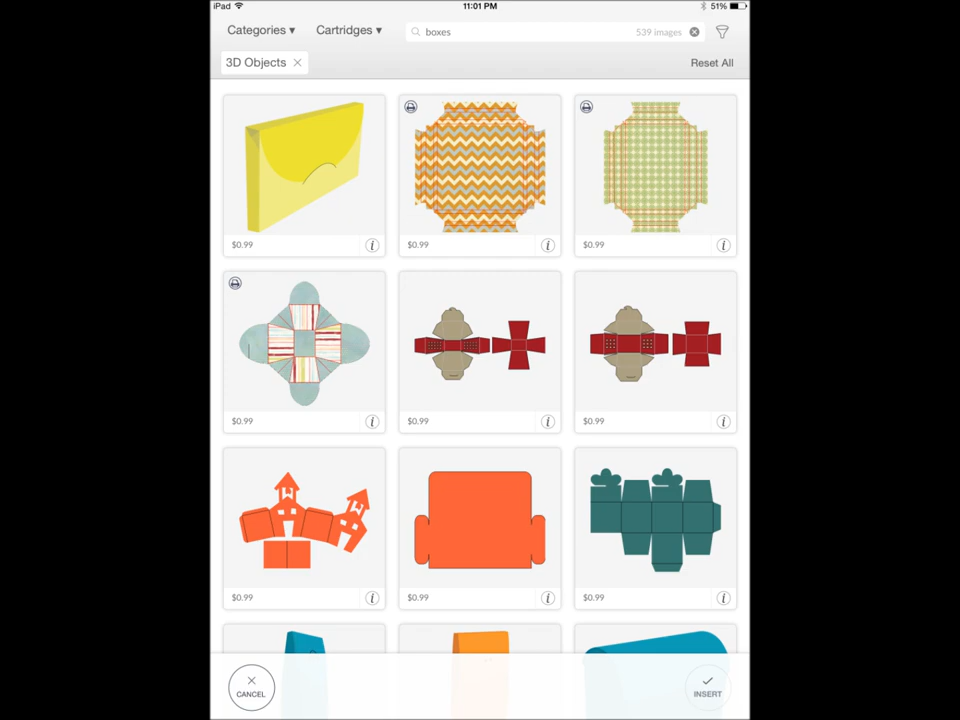 iPad 11:01 PM 51%
Categories ▾ Cartridges ▾ boxes 539 images
3D Objects × Reset All
$0.99 i $0.99 i $0.99 i
$0.99 i $0.99 i $0.99 i
$0.99 i $0.99 i $0.99 i
CANCEL INSERT